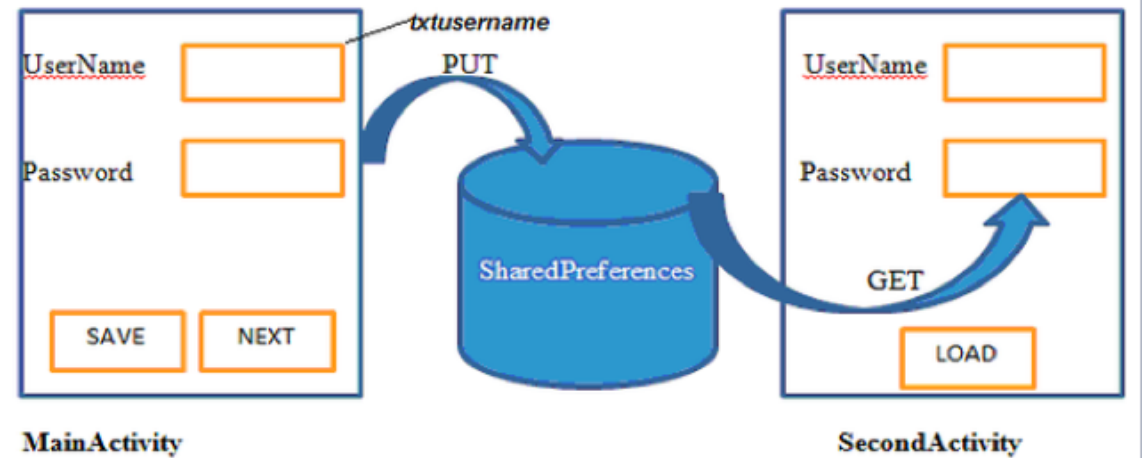 txtusername
UserName
PUT
Password
SharedPreferences
SAVE
NEXT
MainActivity
UserName
Password
GET
LOAD
SecondActivity